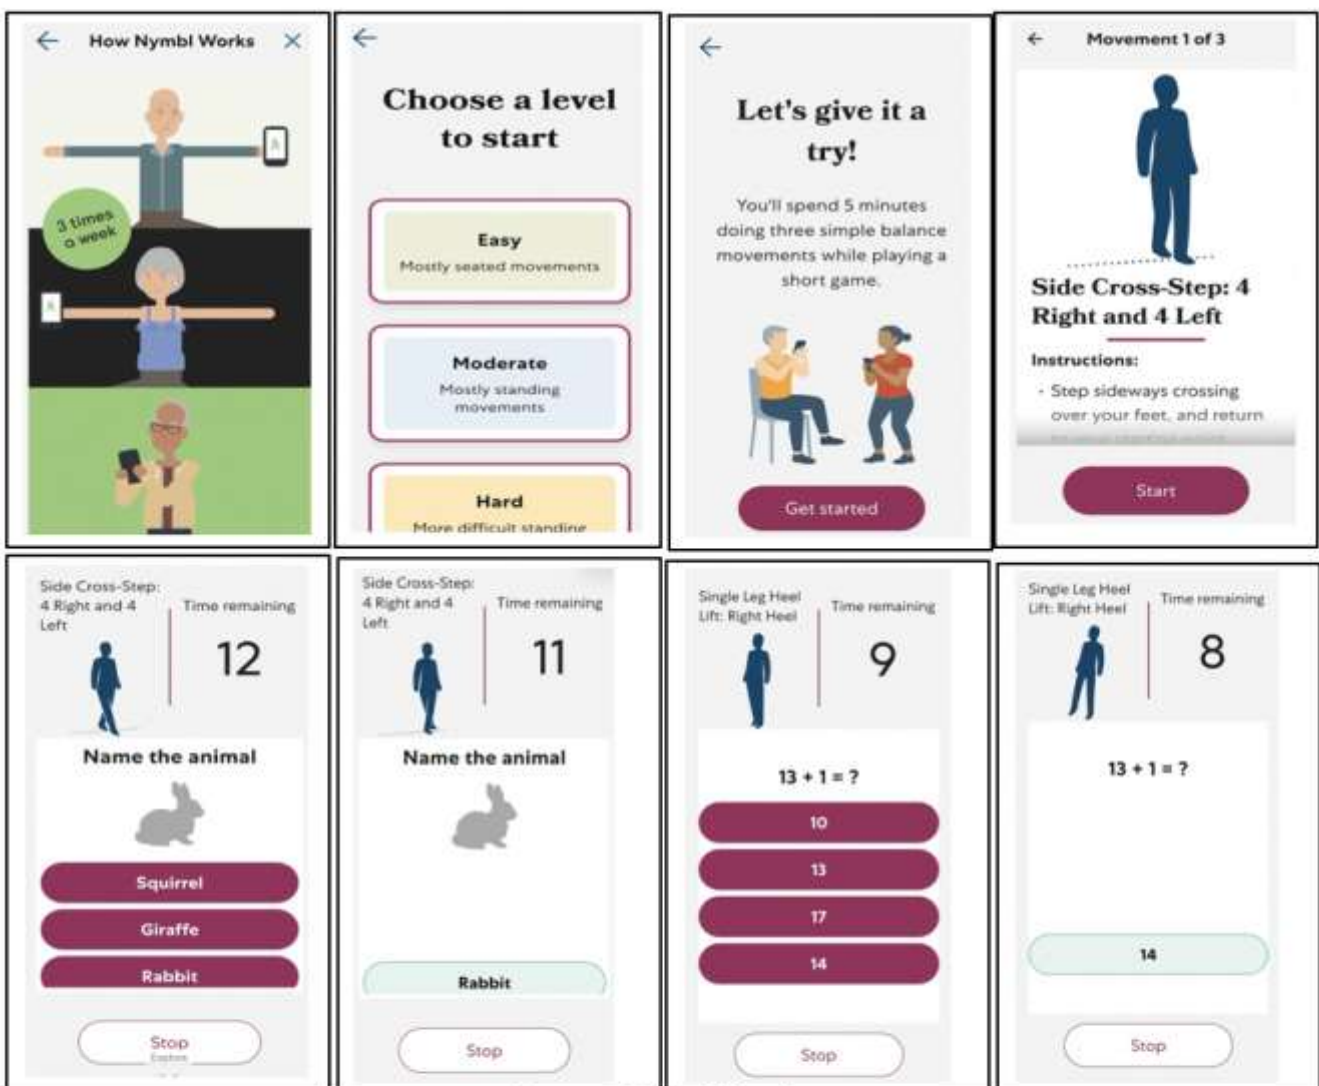 How Nymbl Works
3 times
a week
Choose a level
to start
Easy
Mostly seated movements
Moderate
Mostly standing
movements
Hard
More difficult standing
Let's give it a
try!
You'll spend 5 minutes
doing three simple balance
movements while playing a
short game.
Get started
Movement 1 of 3
Side Cross-Step: 4
Right and 4 Left
Instructions:
• Step sideways crossing
over your feet, and return
Start
Side Cross-Step:
4 Right and 4
Left
Time remaining
12
Name the animal
Squirrel
Giraffe
Rabbit
Stop
Explore
Side Cross-Step:
4 Right and 4
Left
Time remaining
11
Name the animal
Rabbit
Stop
Single Leg Heel
Lift: Right Heel
Time remaining
9
13 + 1 = ?
10
13
17
14
Stop
Single Leg Heel
Lift: Right Heel
Time remaining
8
13 + 1 = ?
14
Stop